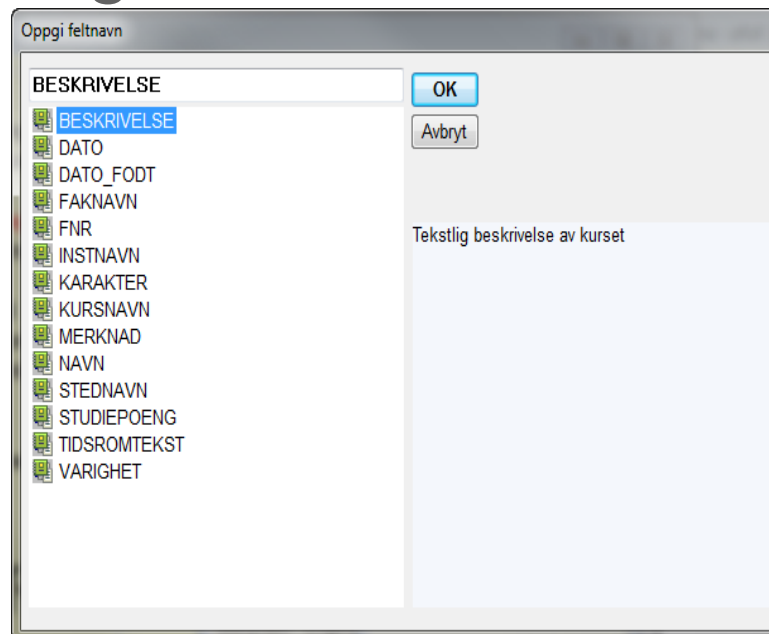 Oppgi feltnavn
BESKRIVELSE
OK
BESKRIVELSE
Avbryt
DATO
DATO_FODT
FAKNAVN
FNR
Tekstlig beskrivelse av kurset
INSTNAVN
KARAKTER
KURSNAVN
MERKNAD
NAVN
STEDNAVN
STUDIEPOENG
TIDSROMTEKST
VARIGHET